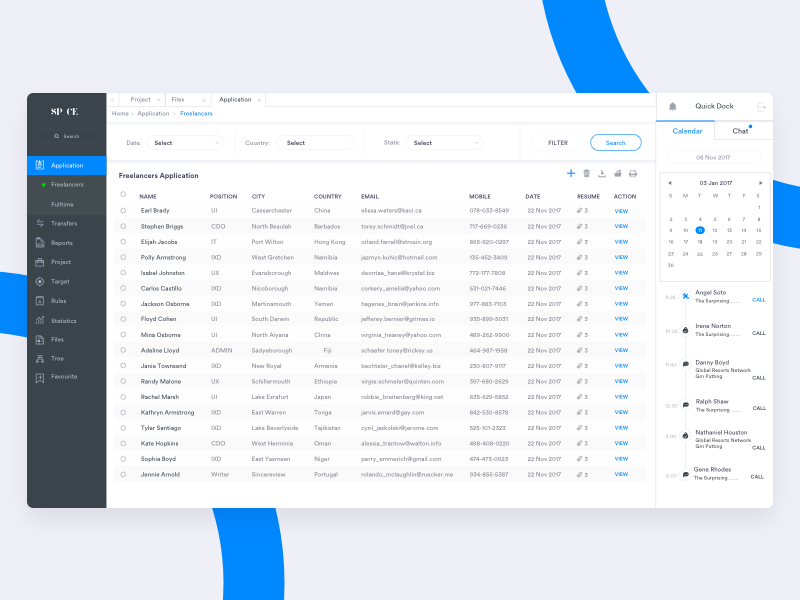 SP CE
Search
Application
Freelancers
Fulltims
Transfers
Reports
Project
Target
Rules
Statistics
Files
Tree
Favourite
Project × Files × Application ×
Home › Application › Freelancers
Date: Select Country: Select State: Select FILTER Search
Freelancers Application
NAME POSITION CITY COUNTRY EMAIL MOBILE DATE RESUME ACTION
Earl Brady UI Caesarchester China elissa.waters@kaci.ca 078-033-8549 22 Nov 2017 3 VIEW
Stephen Briggs CDO North Beulah Barbados torey.schmidt@joel.ca 717-669-0236 22 Nov 2017 3 VIEW
Elijah Jacobs IT Port Wilton Hong Kong orland.farrell@strosin.org 865-920-0297 22 Nov 2017 3 VIEW
Polly Armstrong IXD West Gretchen Namibia jazmyn.kuhic@hotmail.com 135-452-3409 22 Nov 2017 3 VIEW
Isabel Johnston UX Evansborough Maldives deontae_hane@krystel.biz 772-177-7808 22 Nov 2017 3 VIEW
Carlos Castillo IXD Nicoborough Namibia corkery_amelia@yahoo.com 531-021-7446 22 Nov 2017 3 VIEW
Jackson Osborne IXD Martinamouth Yemen hagenes_brain@jenkins.info 977-883-7103 22 Nov 2017 3 VIEW
Floyd Cohen UI South Darwin Republic jeffeney.bernier@grimes.io 935-899-5031 22 Nov 2017 3 VIEW
Mina Osborne UI North Aiyana China virginia_heaney@yahoo.com 489-262-9900 22 Nov 2017 3 VIEW
Adeline Lloyd ADMIN Sadyeborough Fiji schaefer.toney@rickey.us 464-987-1958 22 Nov 2017 3 VIEW
Janie Townsend IXD New Royal Armenia bechtelar_chanel@kelley.biz 230-807-9117 22 Nov 2017 3 VIEW
Randy Malone UX Schiltermouth Ethiopia virgie.schmeler@quinten.com 397-680-2629 22 Nov 2017 3 VIEW
Rachel Marsh UI Lake Ezrafurt Japan robbie_breitenberg@king.net 635-629-5852 22 Nov 2017 3 VIEW
Kathryn Armstrong IXD East Warren Tonga jarvis.emard@gay.com 842-530-8578 22 Nov 2017 3 VIEW
Tyler Santiago IXD Lake Beverlyside Tajikistan cyril_jaskolski@jerome.com 525-101-2323 22 Nov 2017 3 VIEW
Kate Hopkins CDO West Herminia Oman alessia_trantow@walton.info 498-408-0220 22 Nov 2017 3 VIEW
Sophia Boyd IXD East Yasmeen Niger perry_emmerich@gmail.com 474-473-0923 22 Nov 2017 3 VIEW
Jennie Arnold Writer Sincereview Portugal rolando_mclaughlin@ruecker.me 934-855-5387 22 Nov 2017 3 VIEW
Quick Dock
Calendar Chat
08 Nov 2017
03 Jan 2017
S M T W T F S
1
2 3 4 5 6 7 8
9 10 11 12 13 14 15
16 17 18 19 20 21 22
23 24 25 26 27 28 29
30
Angel Soto
The Surprising...... CALL
Irene Norton
The Surprising...... CALL
Danny Boyd
Global Resorts Network
Grn Putting CALL
Ralph Shaw
The Surprising...... CALL
Nathaniel Houston
Global Resorts Network
Grn Putting CALL
Gene Rhodes
The Surprising...... CALL